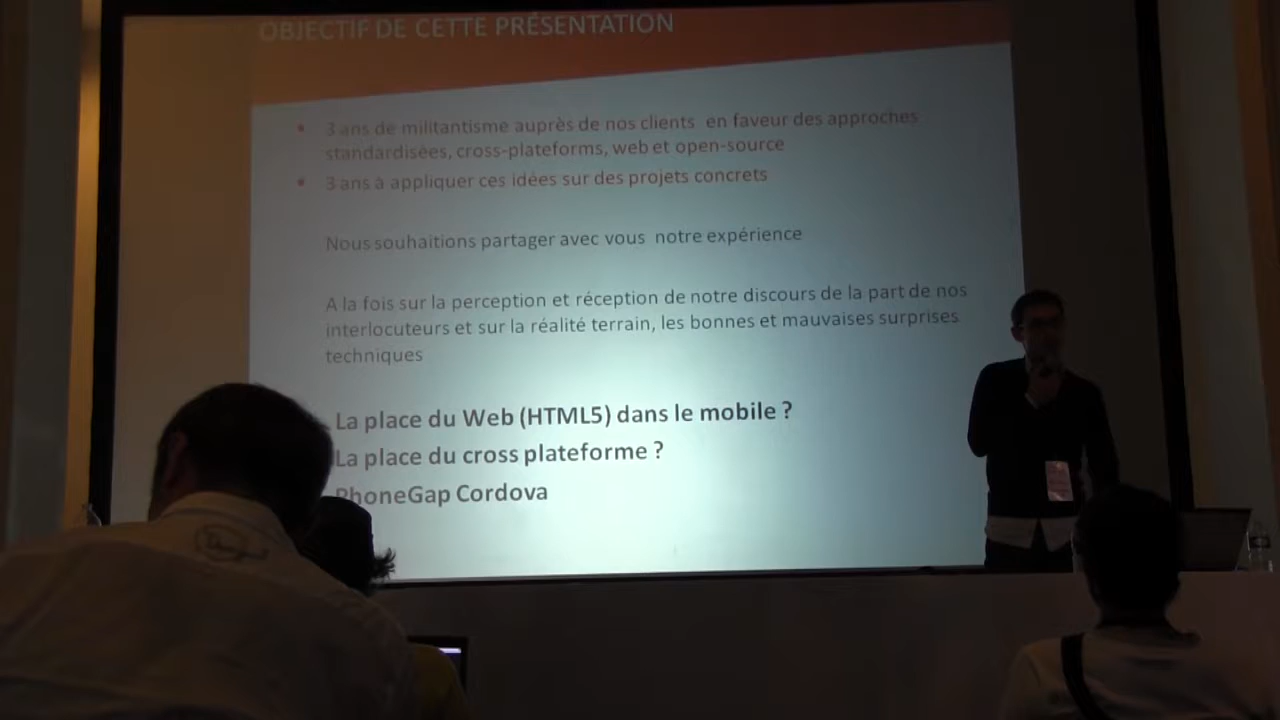 OBJECTIF DE CETTE PRÉSENTATION
3 ans de militantisme auprès de nos clients en faveur des approches
standardisées, cross-plateforms, web et open-source
3 ans à appliquer ces idées sur des projets concrets
Nous souhaitions partager avec vous notre expérience
A la fois sur la perception et réception de notre discours de la part de nos
interlocuteurs et sur la réalité terrain, les bonnes et mauvaises surprises
techniques
La place du Web (HTML5) dans le mobile ?
La place du cross plateforme ?
PhoneGap Cordova